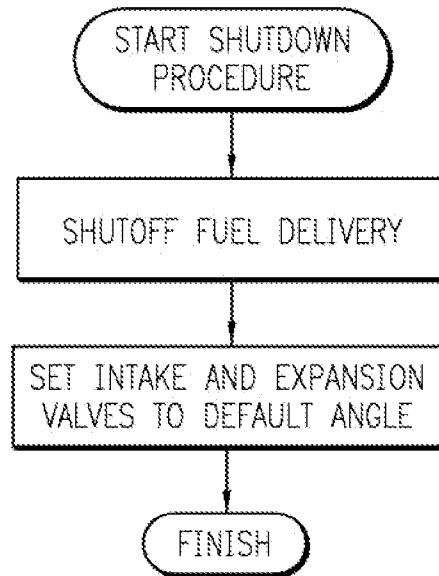 START SHUTDOWN
PROCEDURE
SHUTOFF FUEL DELIVERY
SET INTAKE AND EXPANSION
VALVES TO DEFAULT ANGLE
FINISH